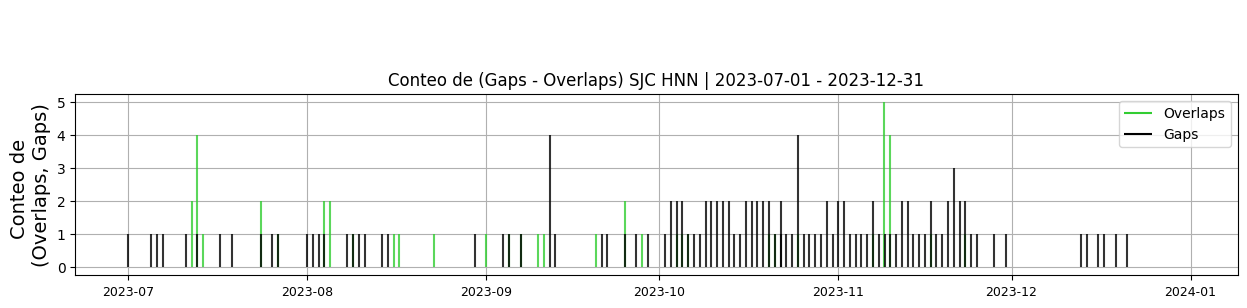 Conteo de (Gaps - Overlaps) SJC HNN | 2023-07-01 - 2023-12-31
Conteo de
(Overlaps, Gaps)
5
4
3
2
1
0
Overlaps
Gaps
2023-07
2023-08
2023-09
2023-10
2023-11
2023-12
2024-01